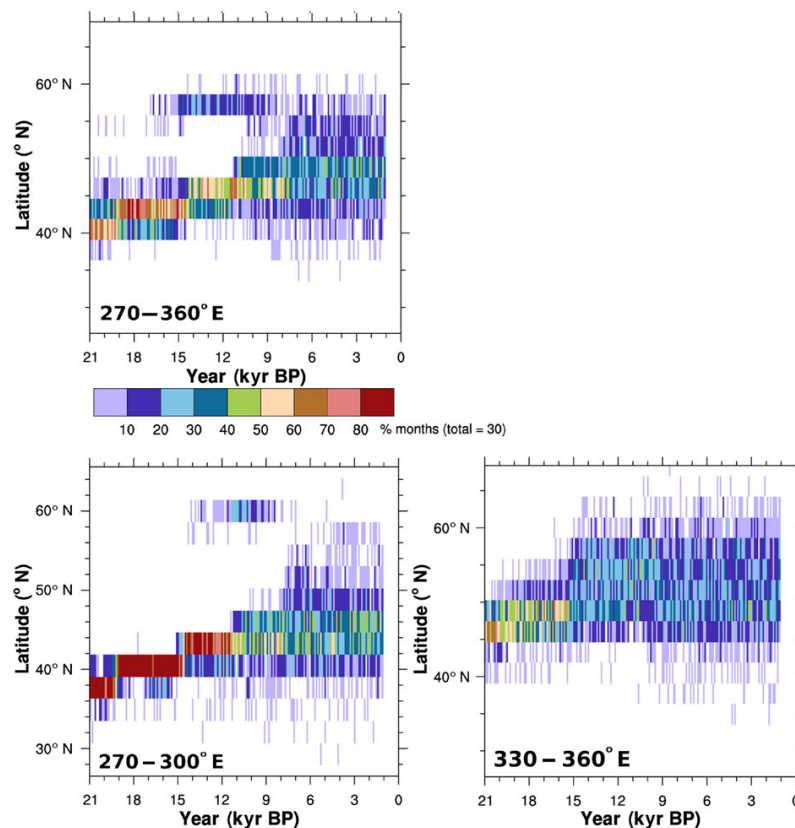 60° N
40° N
Latitude (° N)
270–360°E
21 18 15 12 9 6 3 0
Year (kyr BP)
10 20 30 40 50 60 70 80 % months (total = 30)
60° N
50° N
40° N
30° N
Latitude (° N)
270–300°E
21 18 15 12 9 6 3 0
Year (kyr BP)
60° N
40° N
Latitude (° N)
330–360°E
21 18 15 12 9 6 3 0
Year (kyr BP)